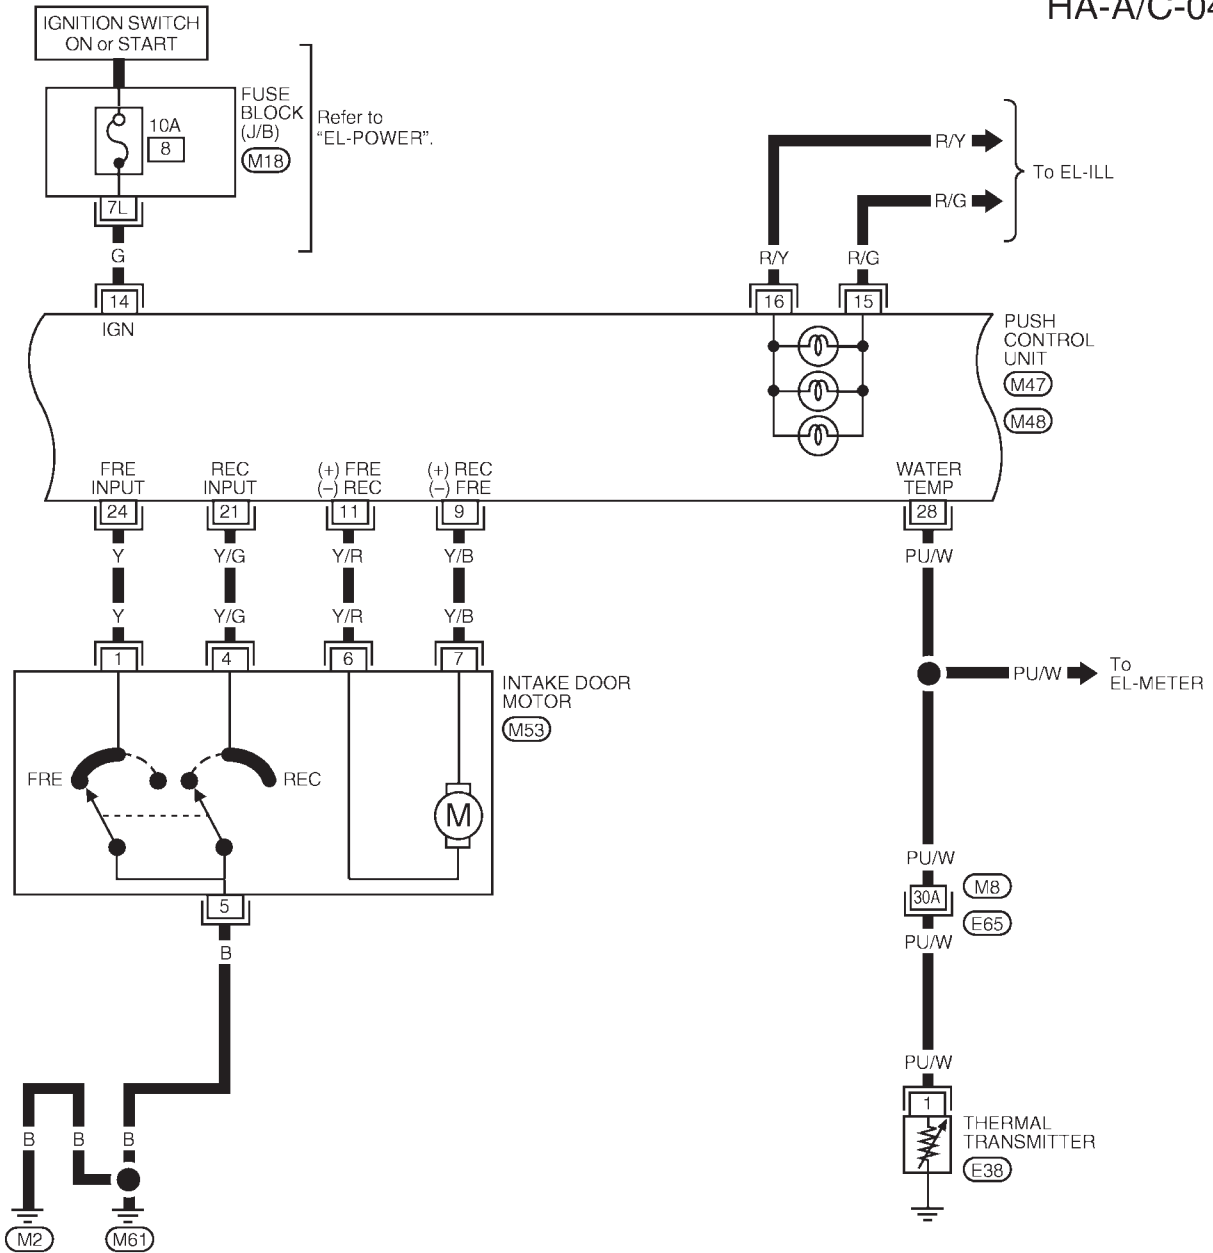 HA-A/C-04
IGNITION SWITCH
ON or START
FUSE
BLOCK
(J/B)
M18
10A
8
Refer to
"EL-POWER".
7L
G
14
IGN
R/Y
R/G
To EL-ILL
R/Y
R/G
16
15
PUSH
CONTROL
UNIT
M47
M48
FRE
INPUT
REC
INPUT
(+) FRE
(–) REC
(+) REC
(–) FRE
WATER
TEMP
24
21
11
9
28
Y
Y/G
Y/R
Y/B
PU/W
Y
Y/G
Y/R
Y/B
1
4
6
7
INTAKE DOOR
MOTOR
M53
PU/W
To
EL-METER
FRE
REC
M
5
B
PU/W
30A
M8
E65
PU/W
PU/W
1
THERMAL
TRANSMITTER
E38
B
B
B
M2
M61